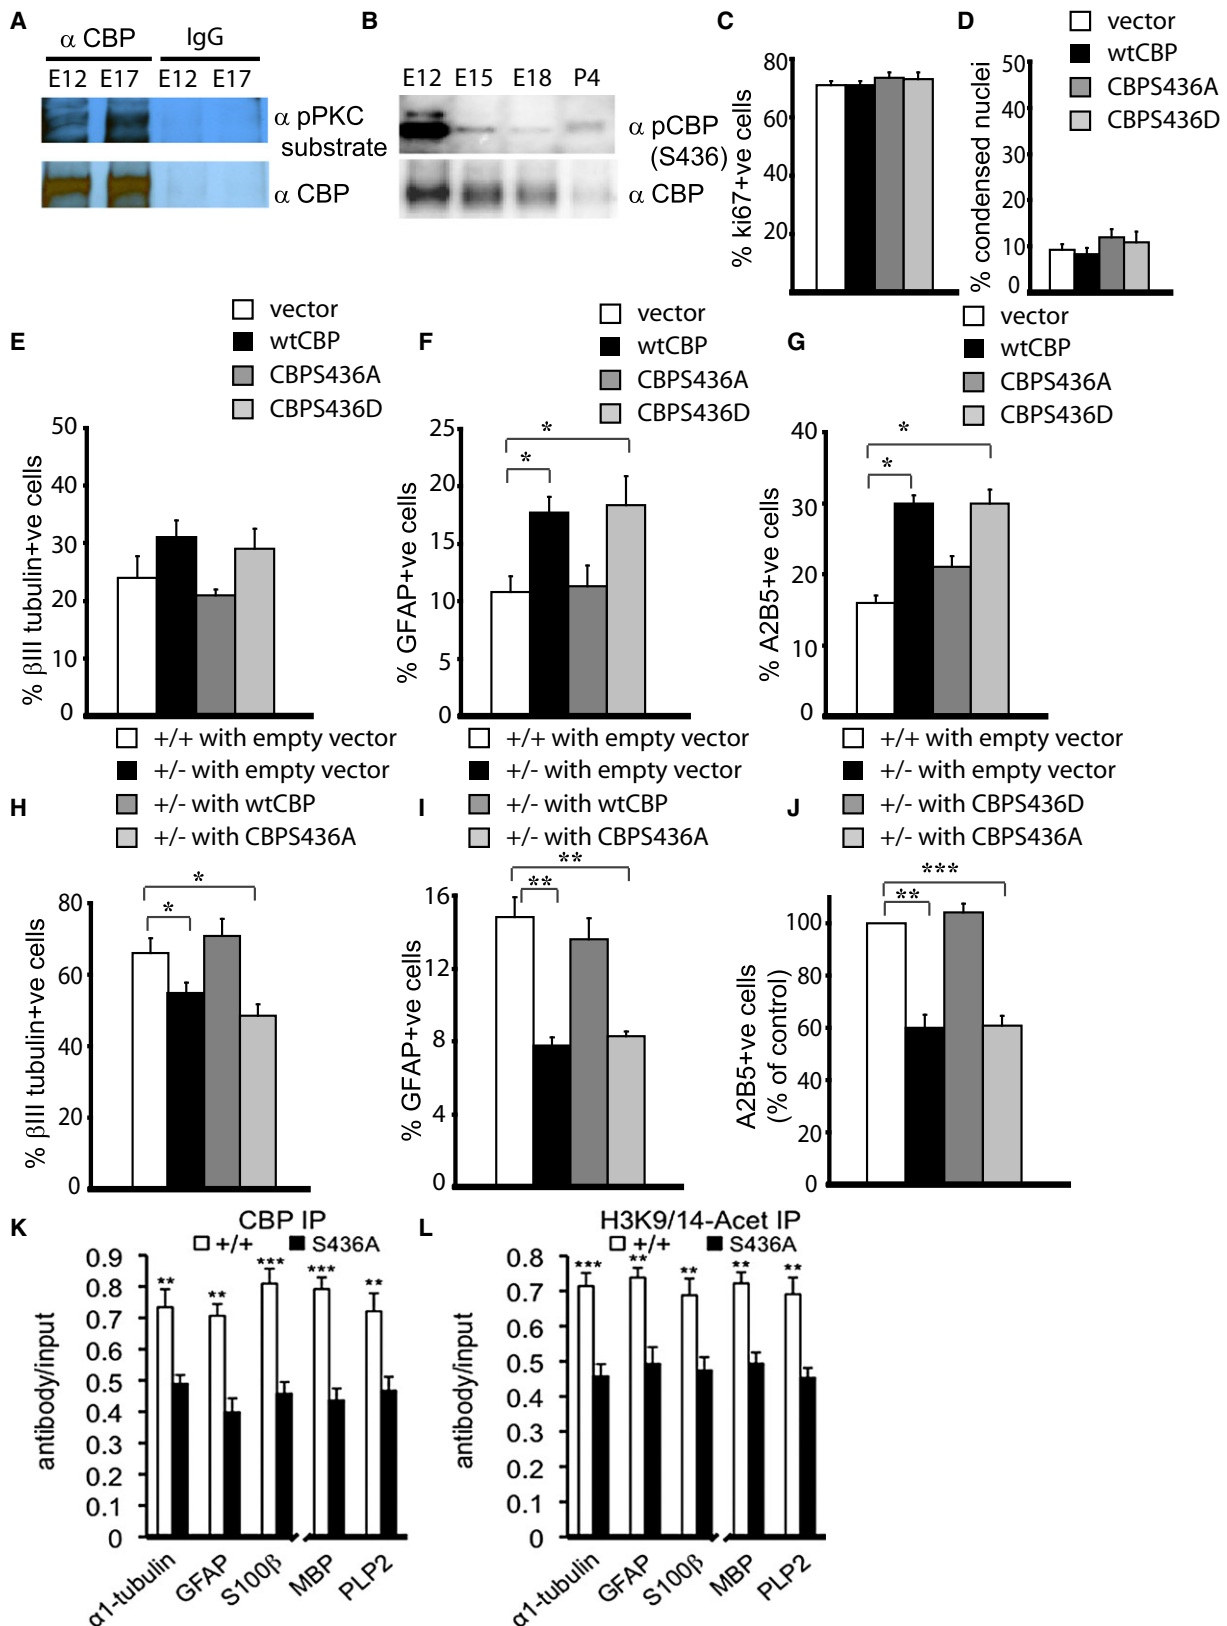 A
α CBP IgG
E12 E17 E12 E17
α pPKC
substrate
α CBP
B
E12 E15 E18 P4
α pCBP
(S436)
α CBP
C
% ki67+ve cells
80
60
40
20
D
vector
wtCBP
CBPS436A
CBPS436D
% condensed nuclei
50
40
30
20
10
0
E
vector
wtCBP
CBPS436A
CBPS436D
% βIII tubulin+ve cells
50
40
30
20
10
0
F
vector
wtCBP
CBPS436A
CBPS436D
% GFAP+ve cells
25
20
15
10
5
0
*
*
G
vector
wtCBP
CBPS436A
CBPS436D
% A2B5+ve cells
40
30
20
10
0
*
*
H
+/+ with empty vector
+/- with empty vector
+/- with wtCBP
+/- with CBPS436A
% βIII tubulin+ve cells
80
60
40
20
0
*
*
I
+/+ with empty vector
+/- with empty vector
+/- with wtCBP
+/- with CBPS436A
% GFAP+ve cells
16
12
8
4
0
**
**
J
+/+ with empty vector
+/- with empty vector
+/- with CBPS436D
+/- with CBPS436A
A2B5+ve cells
(% of control)
100
80
60
40
20
0
***
**
K
CBP IP
+/+ S436A
antibody/input
0.9
0.8
0.7
0.6
0.5
0.4
0.3
0.2
0.1
0
** ** *** *** **
α1-tubulin
GFAP
S100β
MBP
PLP2
L
H3K9/14-Acet IP
+/+ S436A
antibody/input
0.8
0.7
0.6
0.5
0.4
0.3
0.2
0.1
0
*** ** ** ** **
α1-tubulin
GFAP
S100β
MBP
PLP2